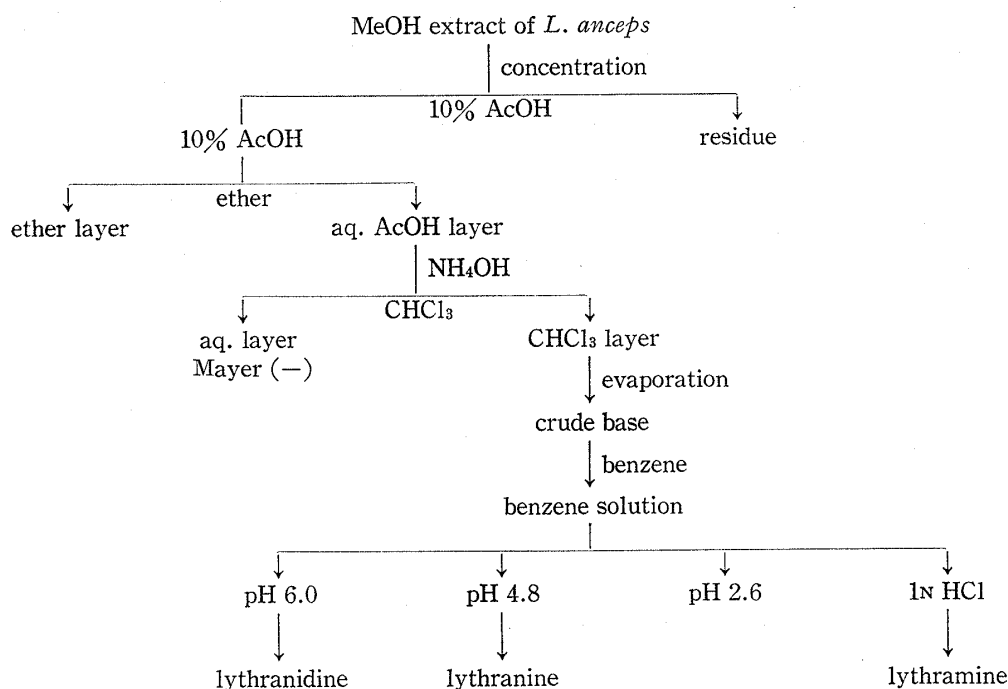 MeOH extract of L. anceps
concentration
10% AcOH
10% AcOH
residue
ether
ether layer
aq. AcOH layer
NH₄OH
CHCl₃
aq. layer
Mayer (—)
CHCl₃ layer
evaporation
crude base
benzene
benzene solution
pH 6.0
pH 4.8
pH 2.6
1N HCl
lythranidine
lythranine
lythramine